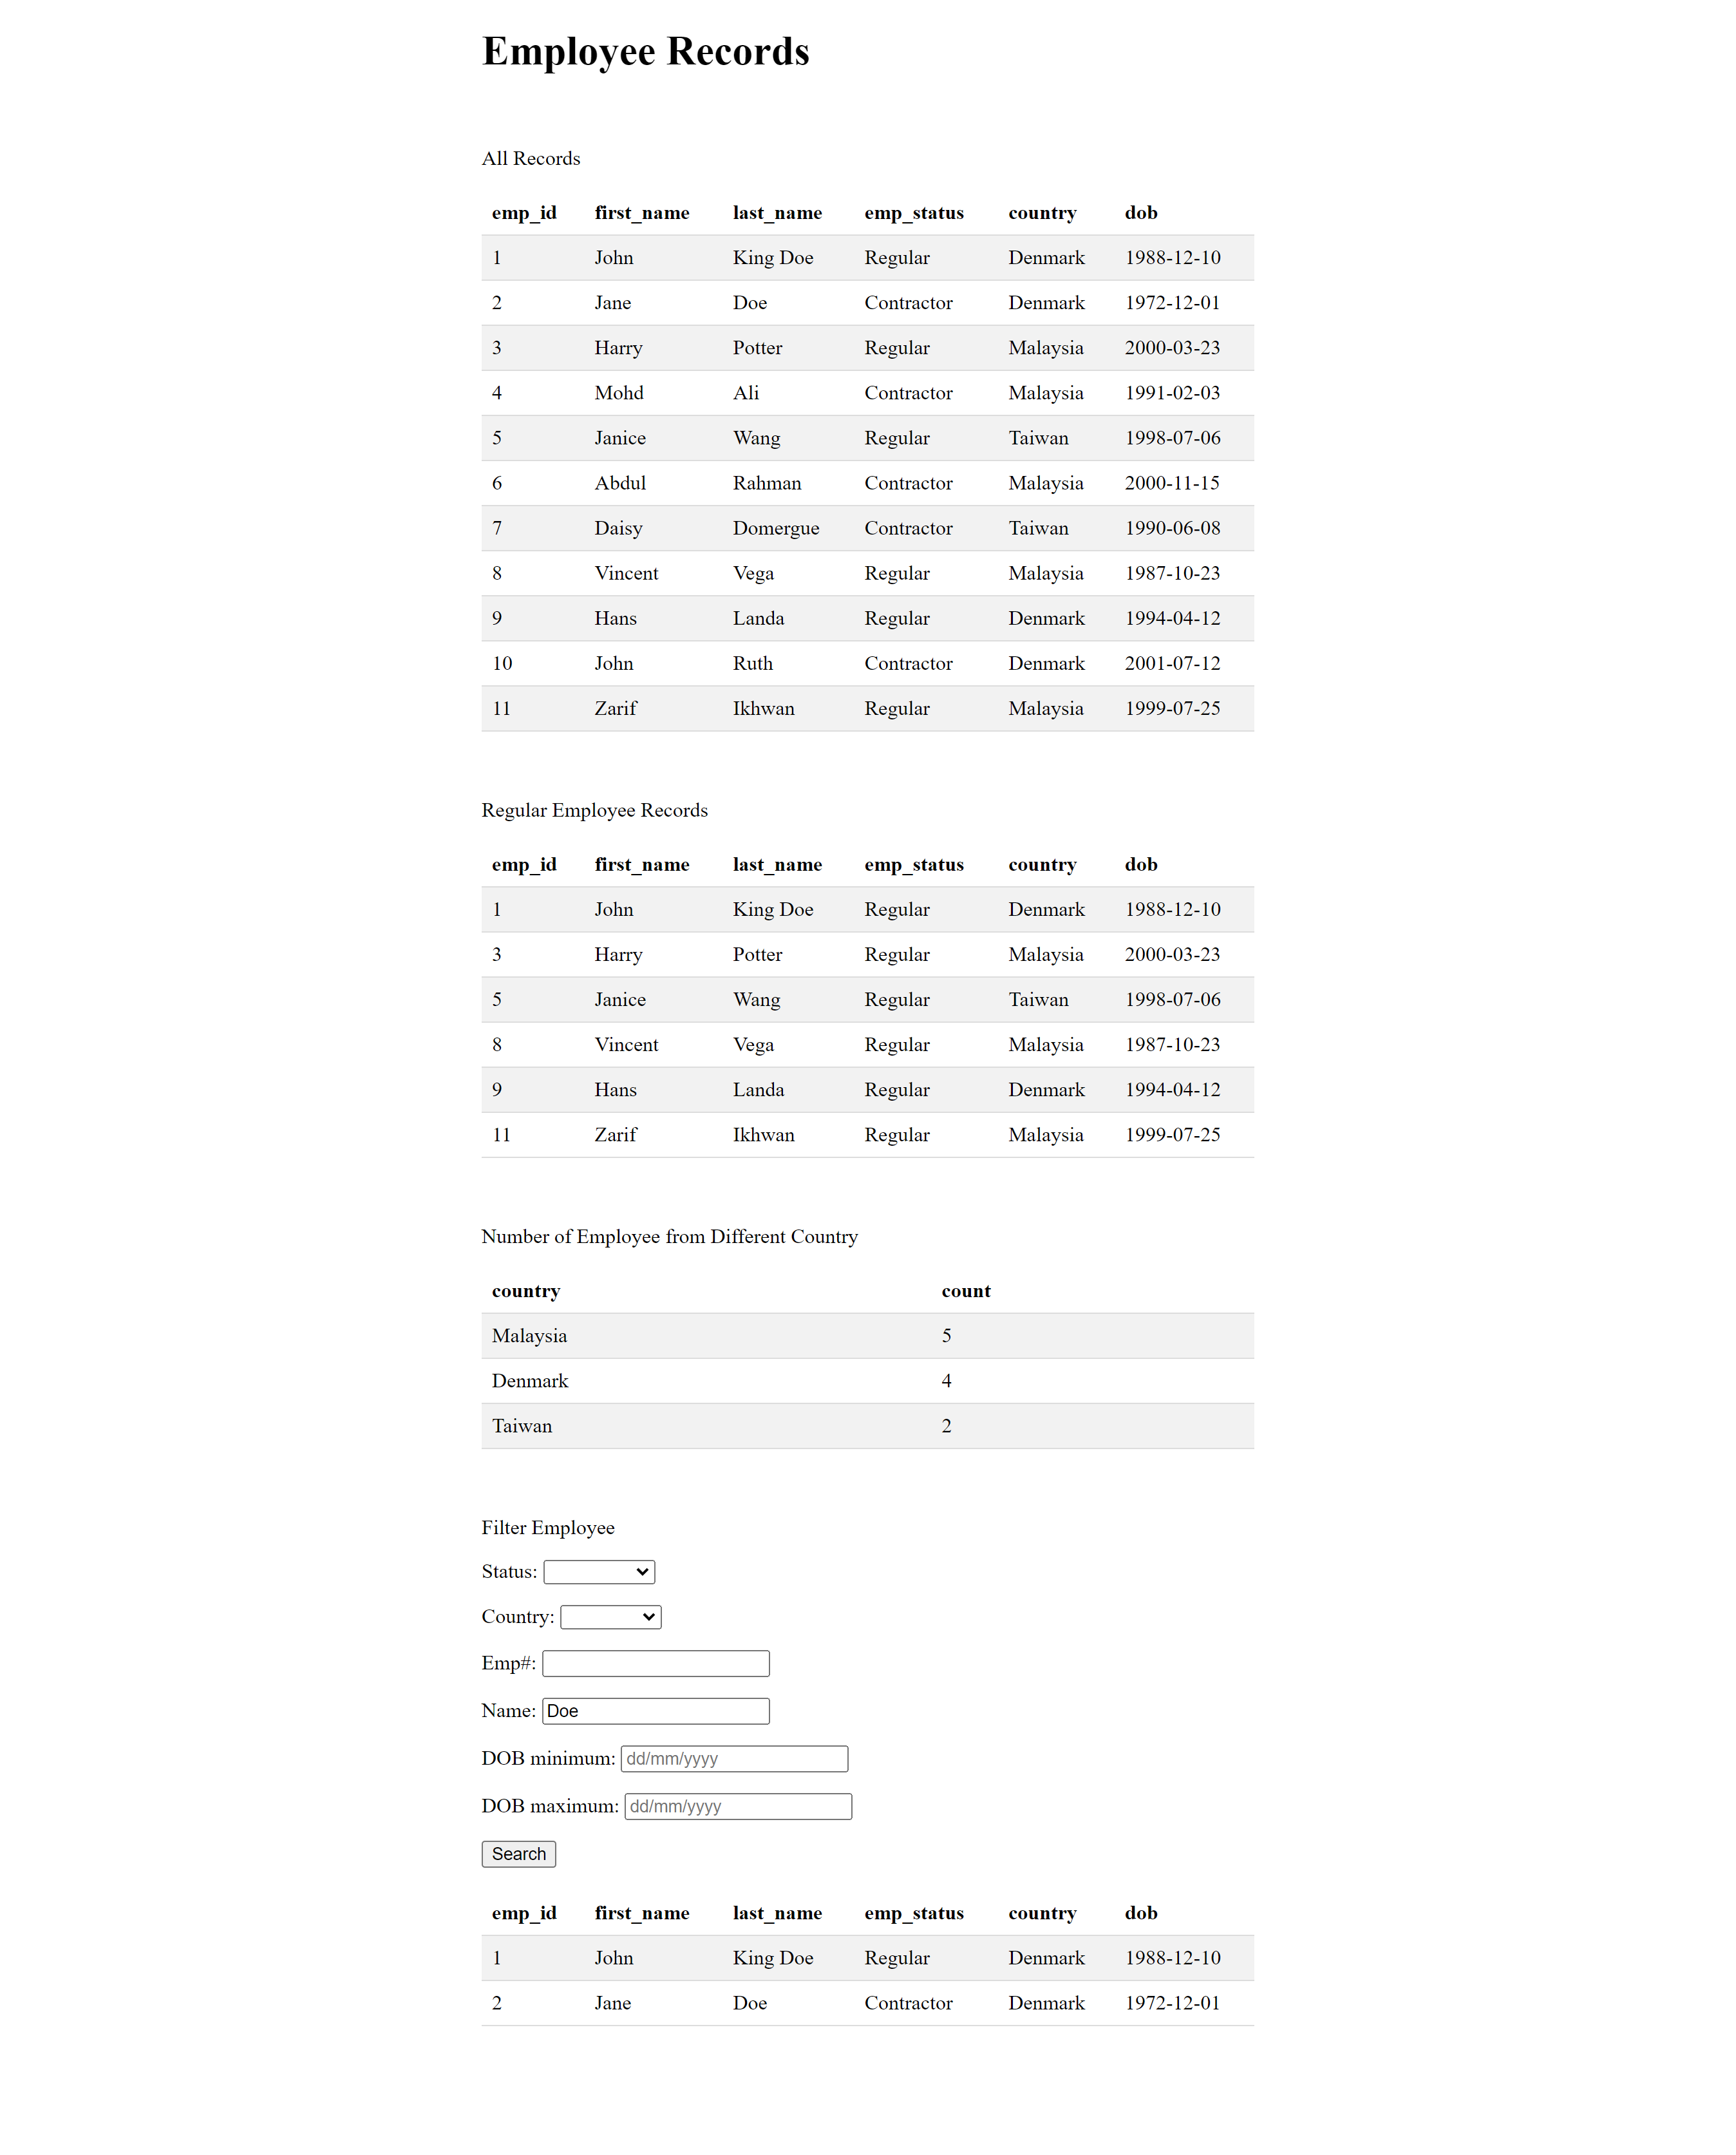 Employee Records
All Records
emp_id first_name last_name emp_status country dob
1 John King Doe Regular Denmark 1988-12-10
2 Jane Doe Contractor Denmark 1972-12-01
3 Harry Potter Regular Malaysia 2000-03-23
4 Mohd Ali Contractor Malaysia 1991-02-03
5 Janice Wang Regular Taiwan 1998-07-06
6 Abdul Rahman Contractor Malaysia 2000-11-15
7 Daisy Domergue Contractor Taiwan 1990-06-08
8 Vincent Vega Regular Malaysia 1987-10-23
9 Hans Landa Regular Denmark 1994-04-12
10 John Ruth Contractor Denmark 2001-07-12
11 Zarif Ikhwan Regular Malaysia 1999-07-25
Regular Employee Records
emp_id first_name last_name emp_status country dob
1 John King Doe Regular Denmark 1988-12-10
3 Harry Potter Regular Malaysia 2000-03-23
5 Janice Wang Regular Taiwan 1998-07-06
8 Vincent Vega Regular Malaysia 1987-10-23
9 Hans Landa Regular Denmark 1994-04-12
11 Zarif Ikhwan Regular Malaysia 1999-07-25
Number of Employee from Different Country
country count
Malaysia 5
Denmark 4
Taiwan 2
Filter Employee
Status:
Country:
Emp#:
Name: Doe
DOB minimum: dd/mm/yyyy
DOB maximum: dd/mm/yyyy
Search
emp_id first_name last_name emp_status country dob
1 John King Doe Regular Denmark 1988-12-10
2 Jane Doe Contractor Denmark 1972-12-01